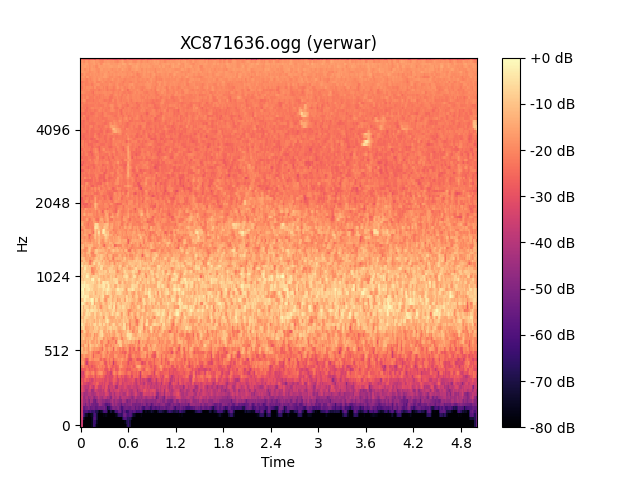 XC871636.ogg (yerwar)
+0 dB
-10 dB
-20 dB
-30 dB
-40 dB
-50 dB
-60 dB
-70 dB
-80 dB
4096
2048
1024
512
0
Hz
0 0.6 1.2 1.8 2.4 3 3.6 4.2 4.8
Time